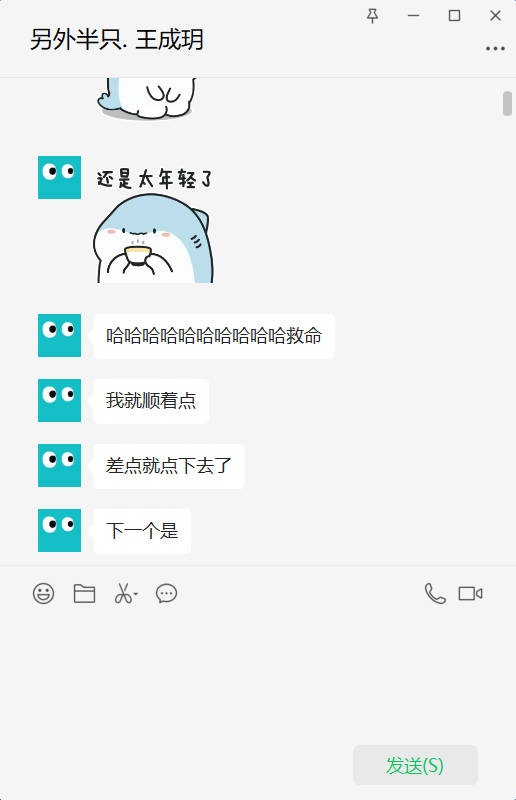 另外半只. 王成玥
还是太年轻了
哈哈哈哈哈哈哈哈哈哈救命
我就顺着点
差点就点下去了
下一个是
发送(S)